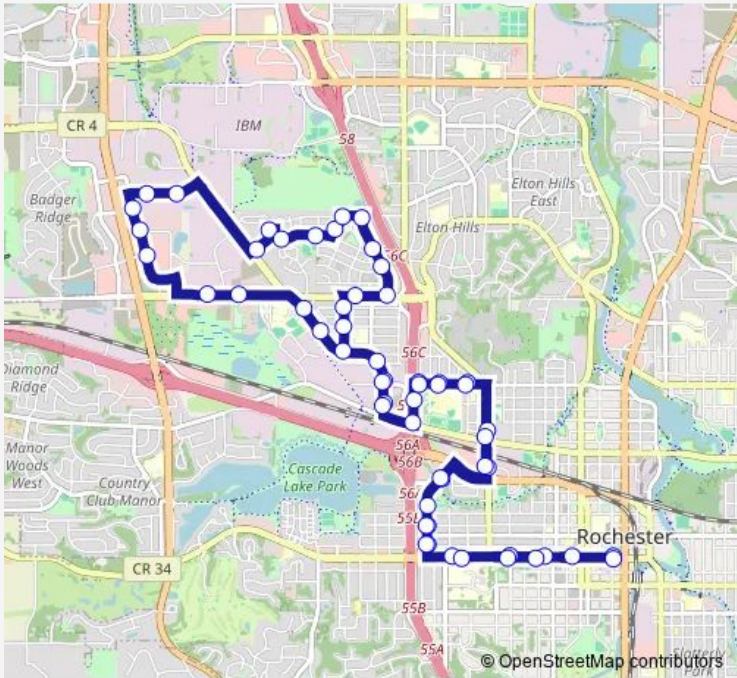 58
CR 4
IBM
Badger
Ridge
Elton Hills
East
Elton Hills
56C
56C
Diamond
Ridge
56A
56B
Manor
Woods
West
Country
Club Manor
Cascade
Lake Park
Rochester
CR 34
55B
55A
Slatterly
Park
© OpenStreetMap contributors